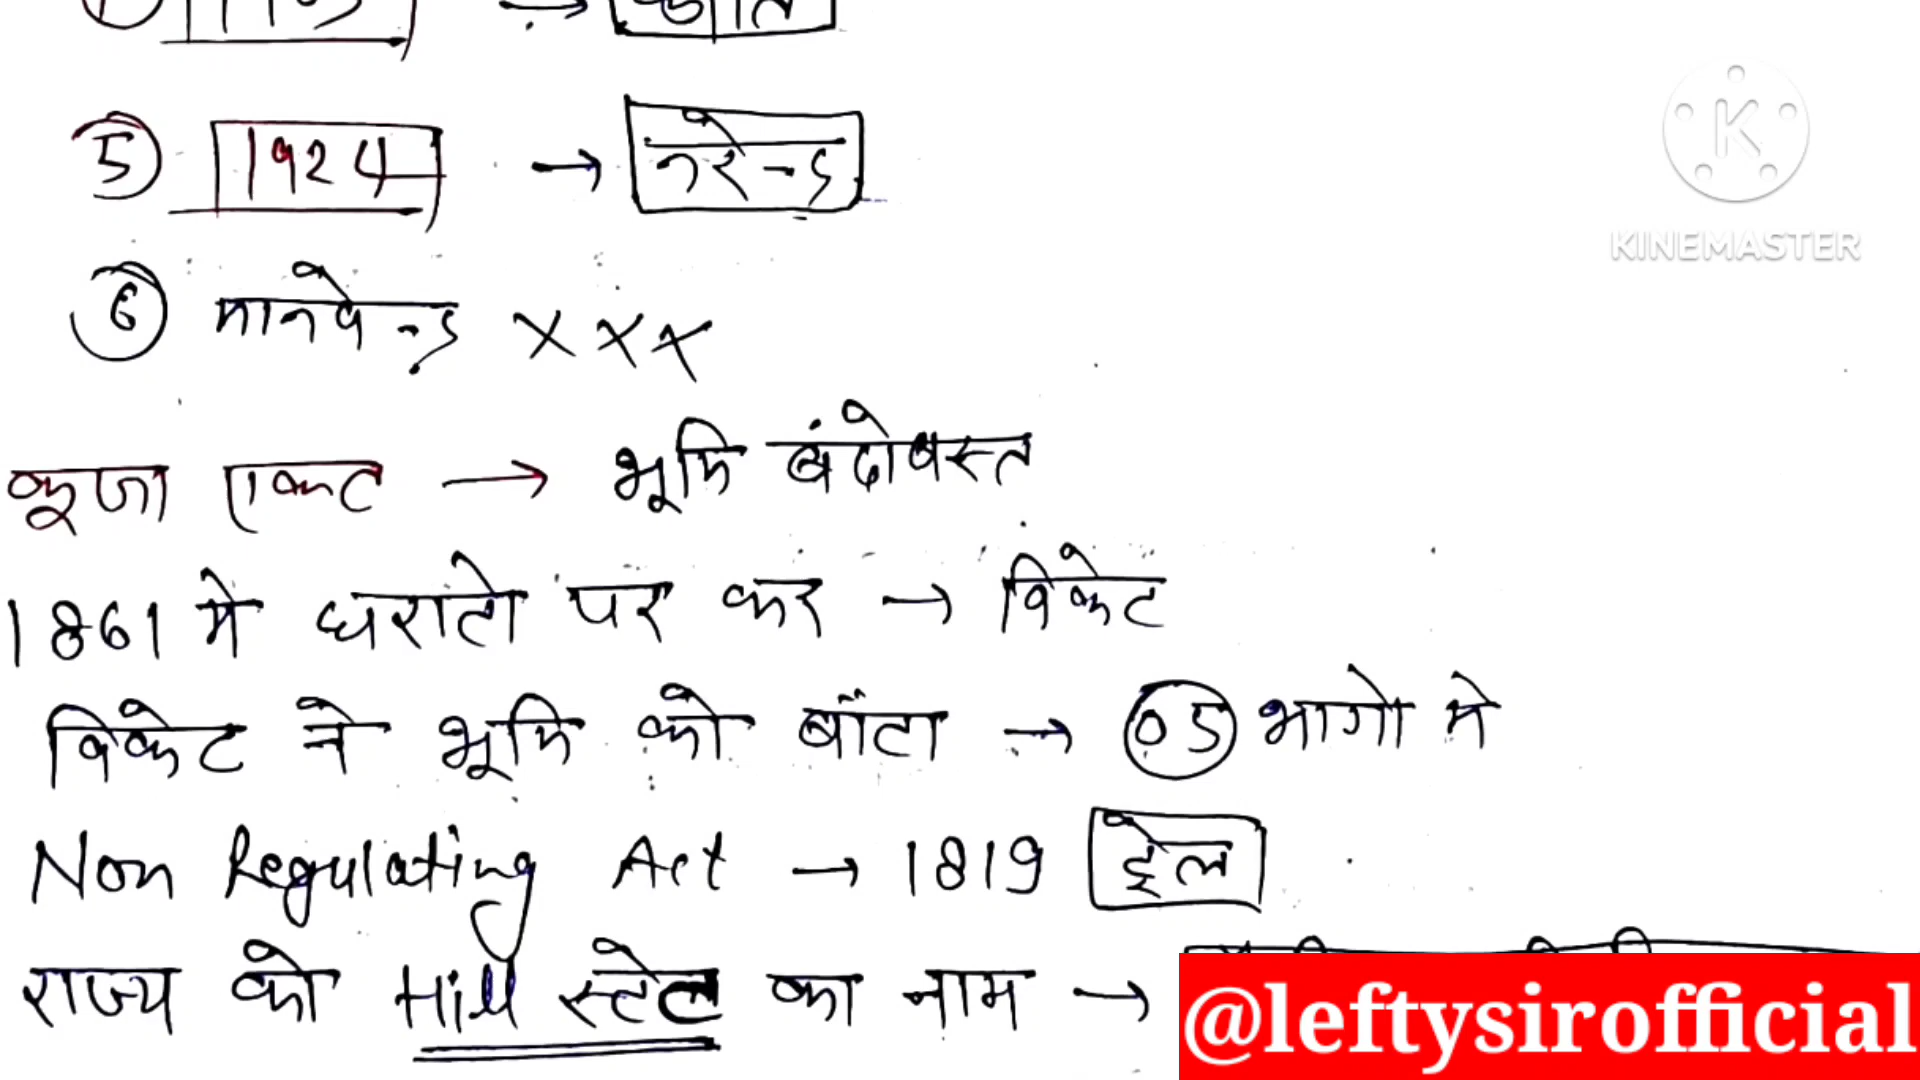 ⑤ 1924 → नरेन्द्र
KINEMASTER
⑥ मानवेन्द्र X X X
कूजा एक्ट → भूमि बंदोबस्त
1861 मे घराटो पर कर → विकेट
विकेट ने भूमि को बाँटा → 05 भागो मे
Non Regulating Act → 1819
राज्य को Hill स्टेल का नाम →
@leftysirofficial